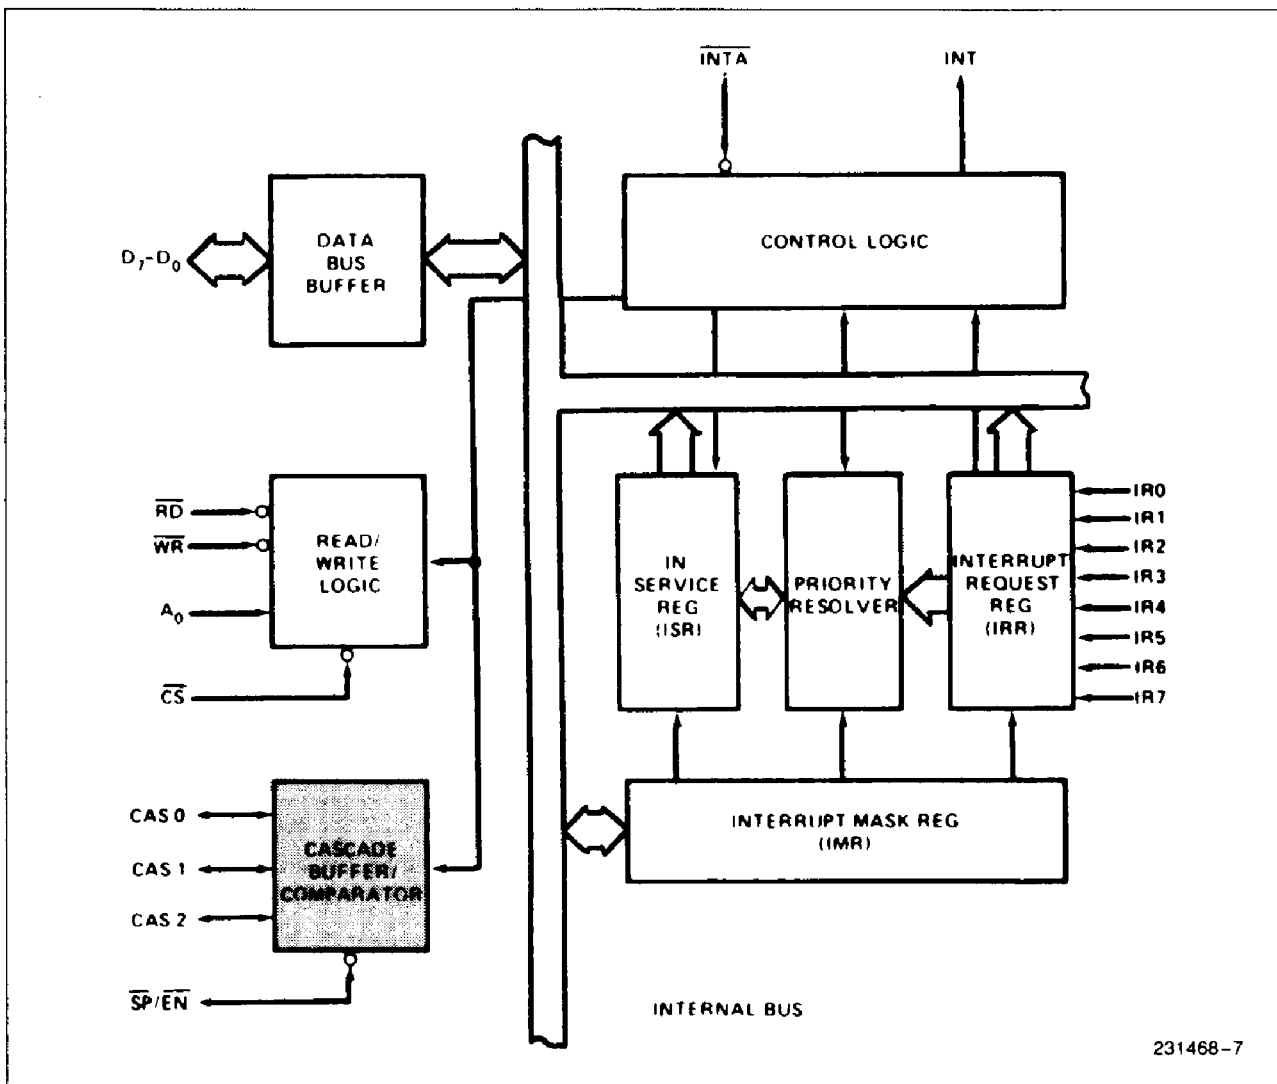 INTA
INT
DATA
BUS
BUFFER
D7-D0
CONTROL LOGIC
RD
WR
A0
CS
READ/
WRITE
LOGIC
IN
SERVICE
REG
(ISR)
PRIORITY
RESOLVER
INTERRUPT
REQUEST
REG
(IRR)
IR0
IR1
IR2
IR3
IR4
IR5
IR6
IR7
CAS 0
CAS 1
CAS 2
SP/EN
CASCADE
BUFFER/
COMPARATOR
INTERRUPT MASK REG
(IMR)
INTERNAL BUS
231468-7